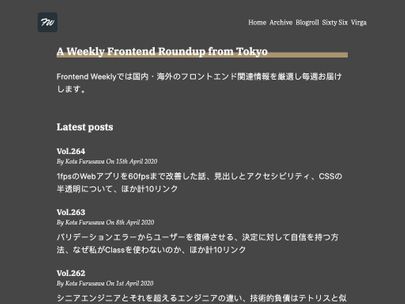 FW
Home Archive Blogroll Sixty Six Virga
A Weekly Frontend Roundup from Tokyo
Frontend Weeklyでは国内・海外のフロントエンド関連情報を厳選し毎週お届け
します。
Latest posts
Vol.264
By Kota Furusawa On 15th April 2020
1fpsのWebアプリを60fpsまで改善した話、見出しとアクセシビリティ、CSSの
半透明について、ほか計10リンク
Vol.263
By Kota Furusawa On 8th April 2020
バリデーションエラーからユーザーを復帰させる、決定に対して自信を持つ方
法、なぜ私がClassを使わないのか、ほか計10リンク
Vol.262
By Kota Furusawa On 1st April 2020
シニアエンジニアとそれを超えるエンジニアの違い、技術的負債はテトリスと似